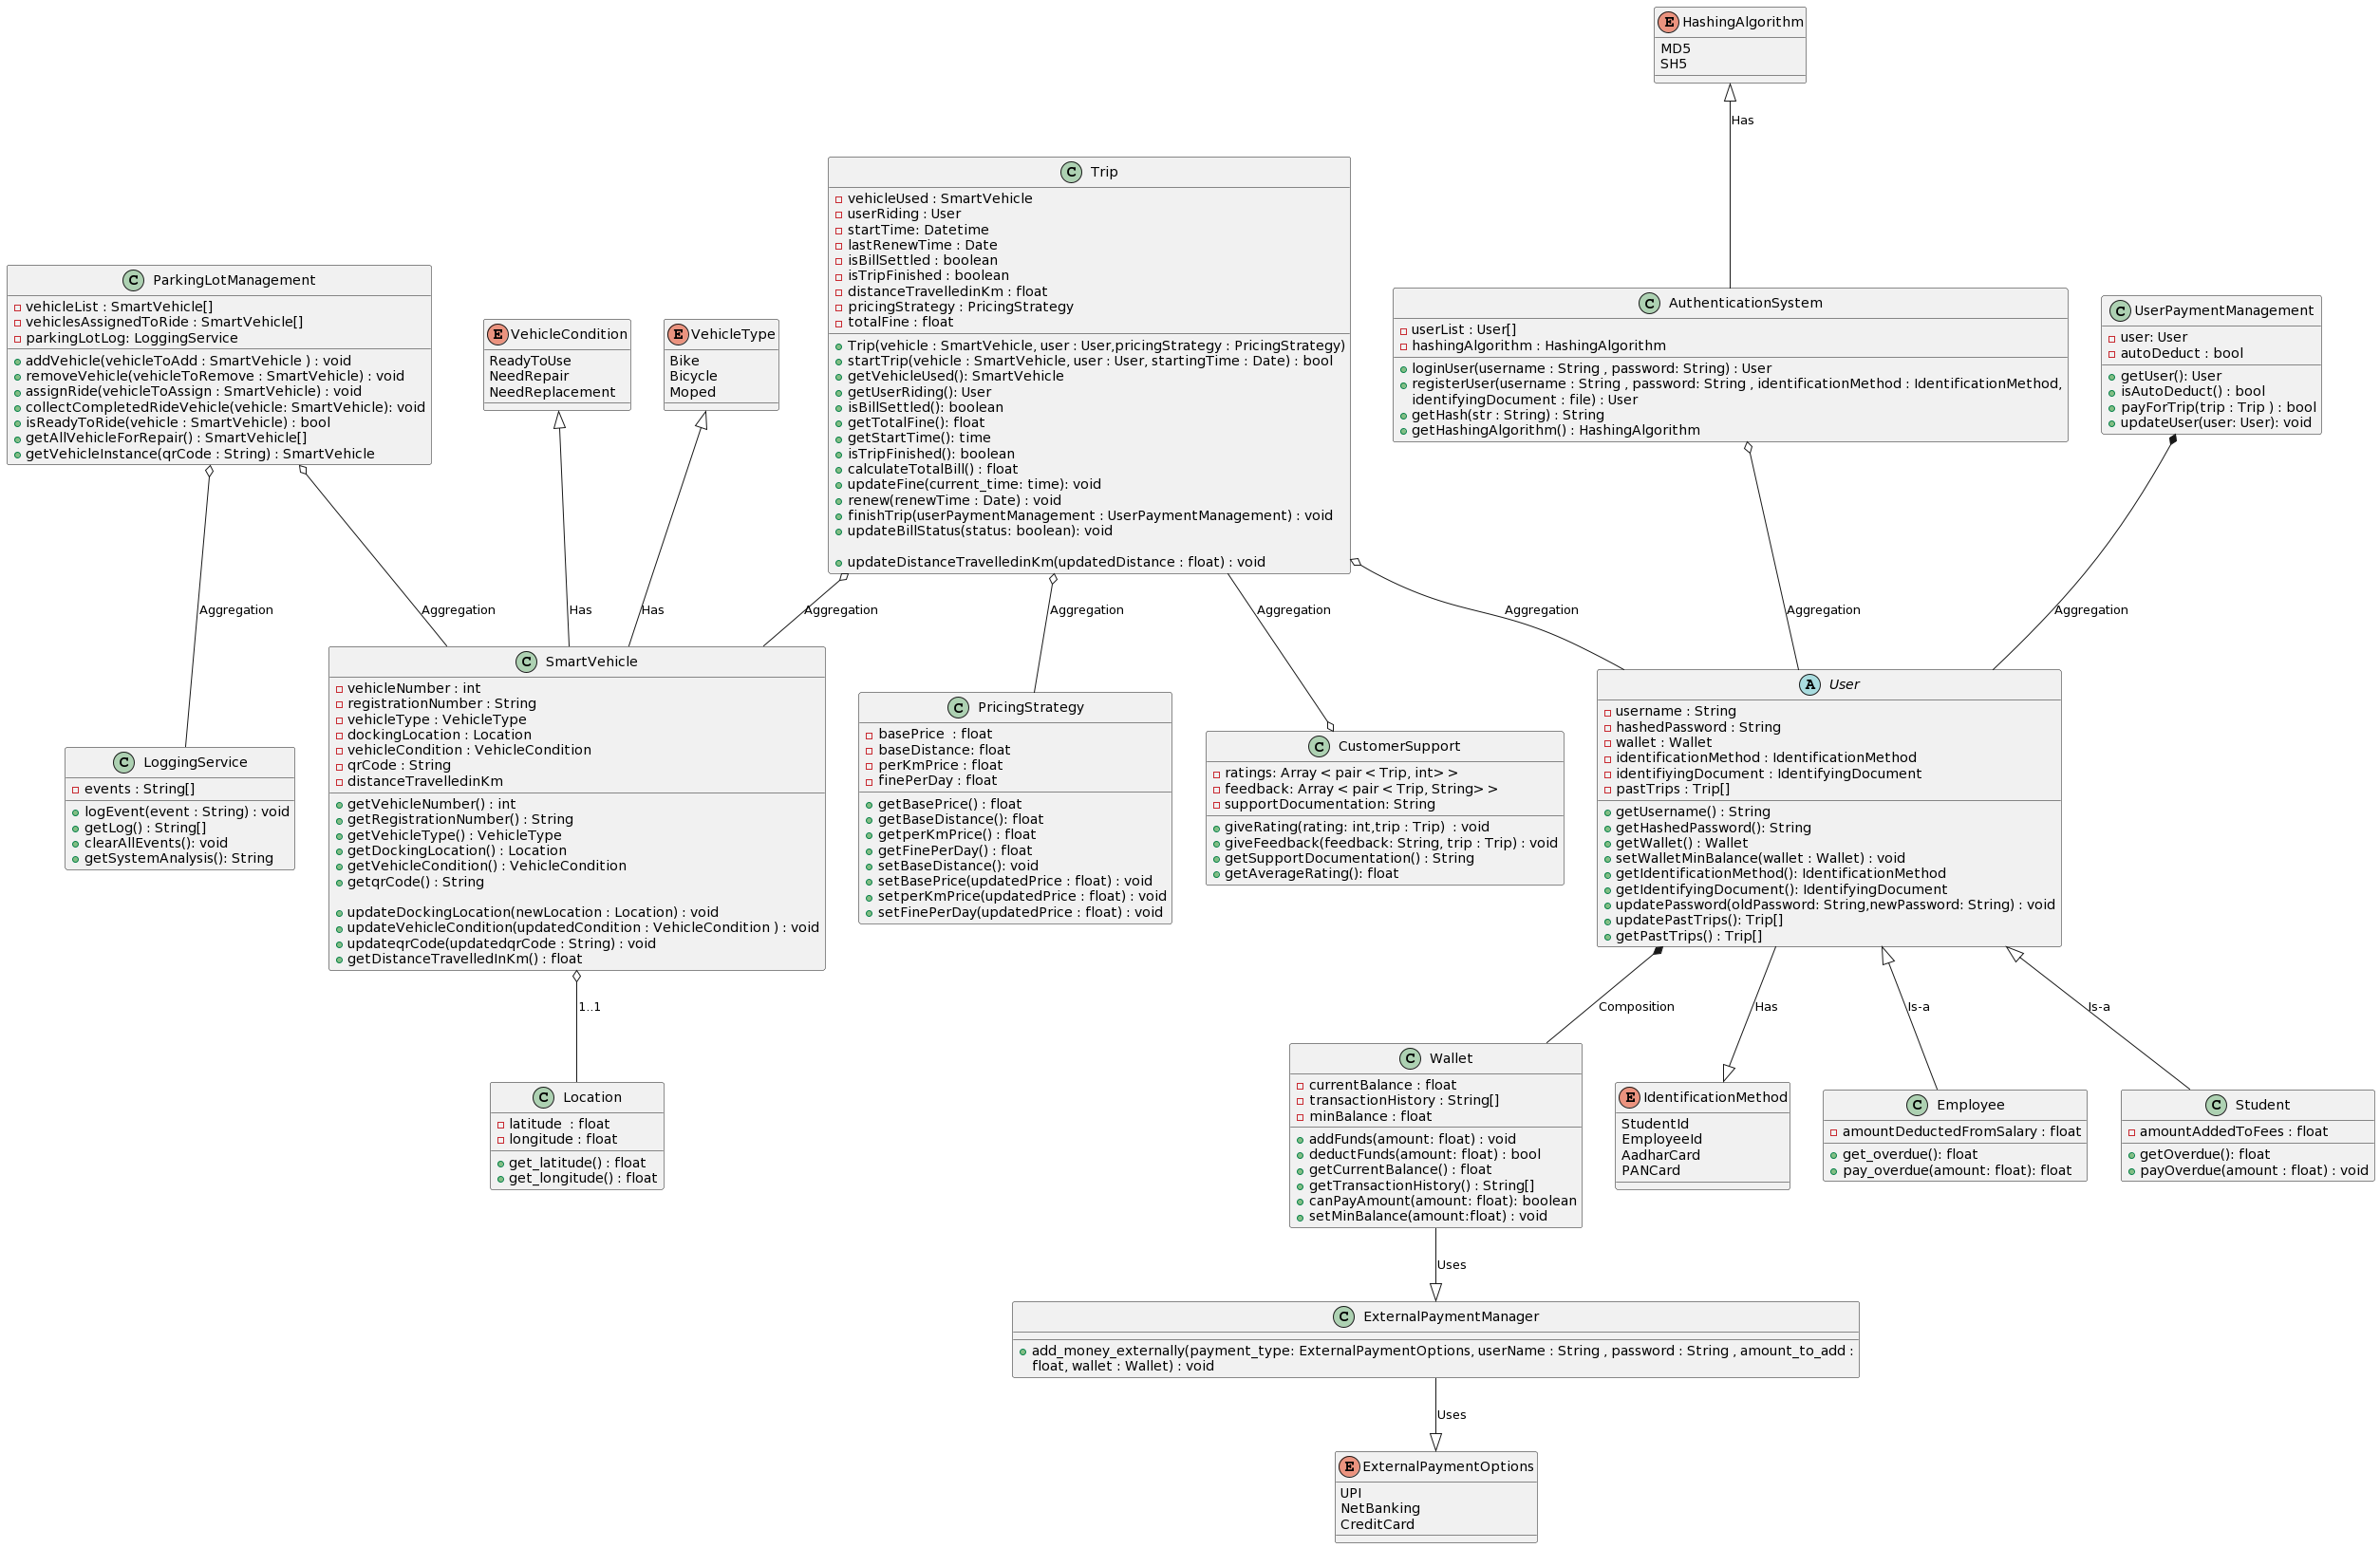 HashingAlgorithm
MD5
SH5
Has
Trip
vehicleUsed : SmartVehicle
userRiding : User
startTime: Datetime
lastRenewTime : Date
isBillSettled : boolean
isTripFinished : boolean
distanceTravelledinKm : float
pricingStrategy : PricingStrategy
totalFine : float
Trip(vehicle : SmartVehicle, user : User,pricingStrategy : PricingStrategy)
startTrip(vehicle : SmartVehicle, user : User, startingTime : Date) : bool
getVehicleUsed(): SmartVehicle
getUserRiding(): User
isBillSettled(): boolean
getTotalFine(): float
getStartTime(): time
isTripFinished(): boolean
calculateTotalBill() : float
updateFine(current_time: time): void
renew(renewTime : Date) : void
finishTrip(userPaymentManagement : UserPaymentManagement) : void
updateBillStatus(status: boolean): void
updateDistanceTravelledinKm(updatedDistance : float) : void
ParkingLotManagement
vehicleList : SmartVehicle[]
vehiclesAssignedToRide : SmartVehicle[]
parkingLotLog: LoggingService
addVehicle(vehicleToAdd : SmartVehicle ) : void
removeVehicle(vehicleToRemove : SmartVehicle) : void
assignRide(vehicleToAssign : SmartVehicle) : void
collectCompletedRideVehicle(vehicle: SmartVehicle): void
isReadyToRide(vehicle : SmartVehicle) : bool
getAllVehicleForRepair() : SmartVehicle[]
getVehicleInstance(qrCode : String) : SmartVehicle
VehicleCondition
ReadyToUse
NeedRepair
NeedReplacement
VehicleType
Bike
Bicycle
Moped
AuthenticationSystem
userList : User[]
hashingAlgorithm : HashingAlgorithm
loginUser(username : String , password: String) : User
registerUser(username : String , password: String , identificationMethod : IdentificationMethod,
identifyingDocument : file) : User
getHash(str : String) : String
getHashingAlgorithm() : HashingAlgorithm
UserPaymentManagement
user: User
autoDeduct : bool
getUser(): User
isAutoDeduct() : bool
payForTrip(trip : Trip ) : bool
updateUser(user: User): void
Aggregation
Aggregation
Has
Has
Aggregation
Aggregation
Aggregation
Aggregation
Aggregation
Aggregation
LoggingService
events : String[]
logEvent(event : String) : void
getLog() : String[]
clearAllEvents(): void
getSystemAnalysis(): String
SmartVehicle
vehicleNumber : int
registrationNumber : String
vehicleType : VehicleType
dockingLocation : Location
vehicleCondition : VehicleCondition
qrCode : String
distanceTravelledinKm
getVehicleNumber() : int
getRegistrationNumber() : String
getVehicleType() : VehicleType
getDockingLocation() : Location
getVehicleCondition() : VehicleCondition
getqrCode() : String
updateDockingLocation(newLocation : Location) : void
updateVehicleCondition(updatedCondition : VehicleCondition ) : void
updateqrCode(updatedqrCode : String) : void
getDistanceTravelledInKm() : float
PricingStrategy
basePrice  : float
baseDistance: float
perKmPrice : float
finePerDay : float
getBasePrice() : float
getBaseDistance(): float
getperKmPrice() : float
getFinePerDay() : float
setBaseDistance(): void
setBasePrice(updatedPrice : float) : void
setperKmPrice(updatedPrice : float) : void
setFinePerDay(updatedPrice : float) : void
CustomerSupport
ratings: Array < pair < Trip, int> >
feedback: Array < pair < Trip, String> >
supportDocumentation: String
giveRating(rating: int,trip : Trip)  : void
giveFeedback(feedback: String, trip : Trip) : void
getSupportDocumentation() : String
getAverageRating(): float
User
username : String
hashedPassword : String
wallet : Wallet
identificationMethod : IdentificationMethod
identifiyingDocument : IdentifyingDocument
pastTrips : Trip[]
getUsername() : String
getHashedPassword(): String
getWallet() : Wallet
setWalletMinBalance(wallet : Wallet) : void
getIdentificationMethod(): IdentificationMethod
getIdentifyingDocument(): IdentifyingDocument
updatePassword(oldPassword: String,newPassword: String) : void
updatePastTrips(): Trip[]
getPastTrips() : Trip[]
1..1
Composition
Has
Is-a
Is-a
Location
latitude  : float
longitude : float
get_latitude() : float
get_longitude() : float
Wallet
currentBalance : float
transactionHistory : String[]
minBalance : float
addFunds(amount: float) : void
deductFunds(amount: float) : bool
getCurrentBalance() : float
getTransactionHistory() : String[]
canPayAmount(amount: float): boolean
setMinBalance(amount:float) : void
IdentificationMethod
StudentId
EmployeeId
AadharCard
PANCard
Employee
amountDeductedFromSalary : float
get_overdue(): float
pay_overdue(amount: float): float
Student
amountAddedToFees : float
getOverdue(): float
payOverdue(amount : float) : void
Uses
ExternalPaymentManager
add_money_externally(payment_type: ExternalPaymentOptions, userName : String , password : String , amount_to_add :
float, wallet : Wallet) : void
Uses
ExternalPaymentOptions
UPI
NetBanking
CreditCard